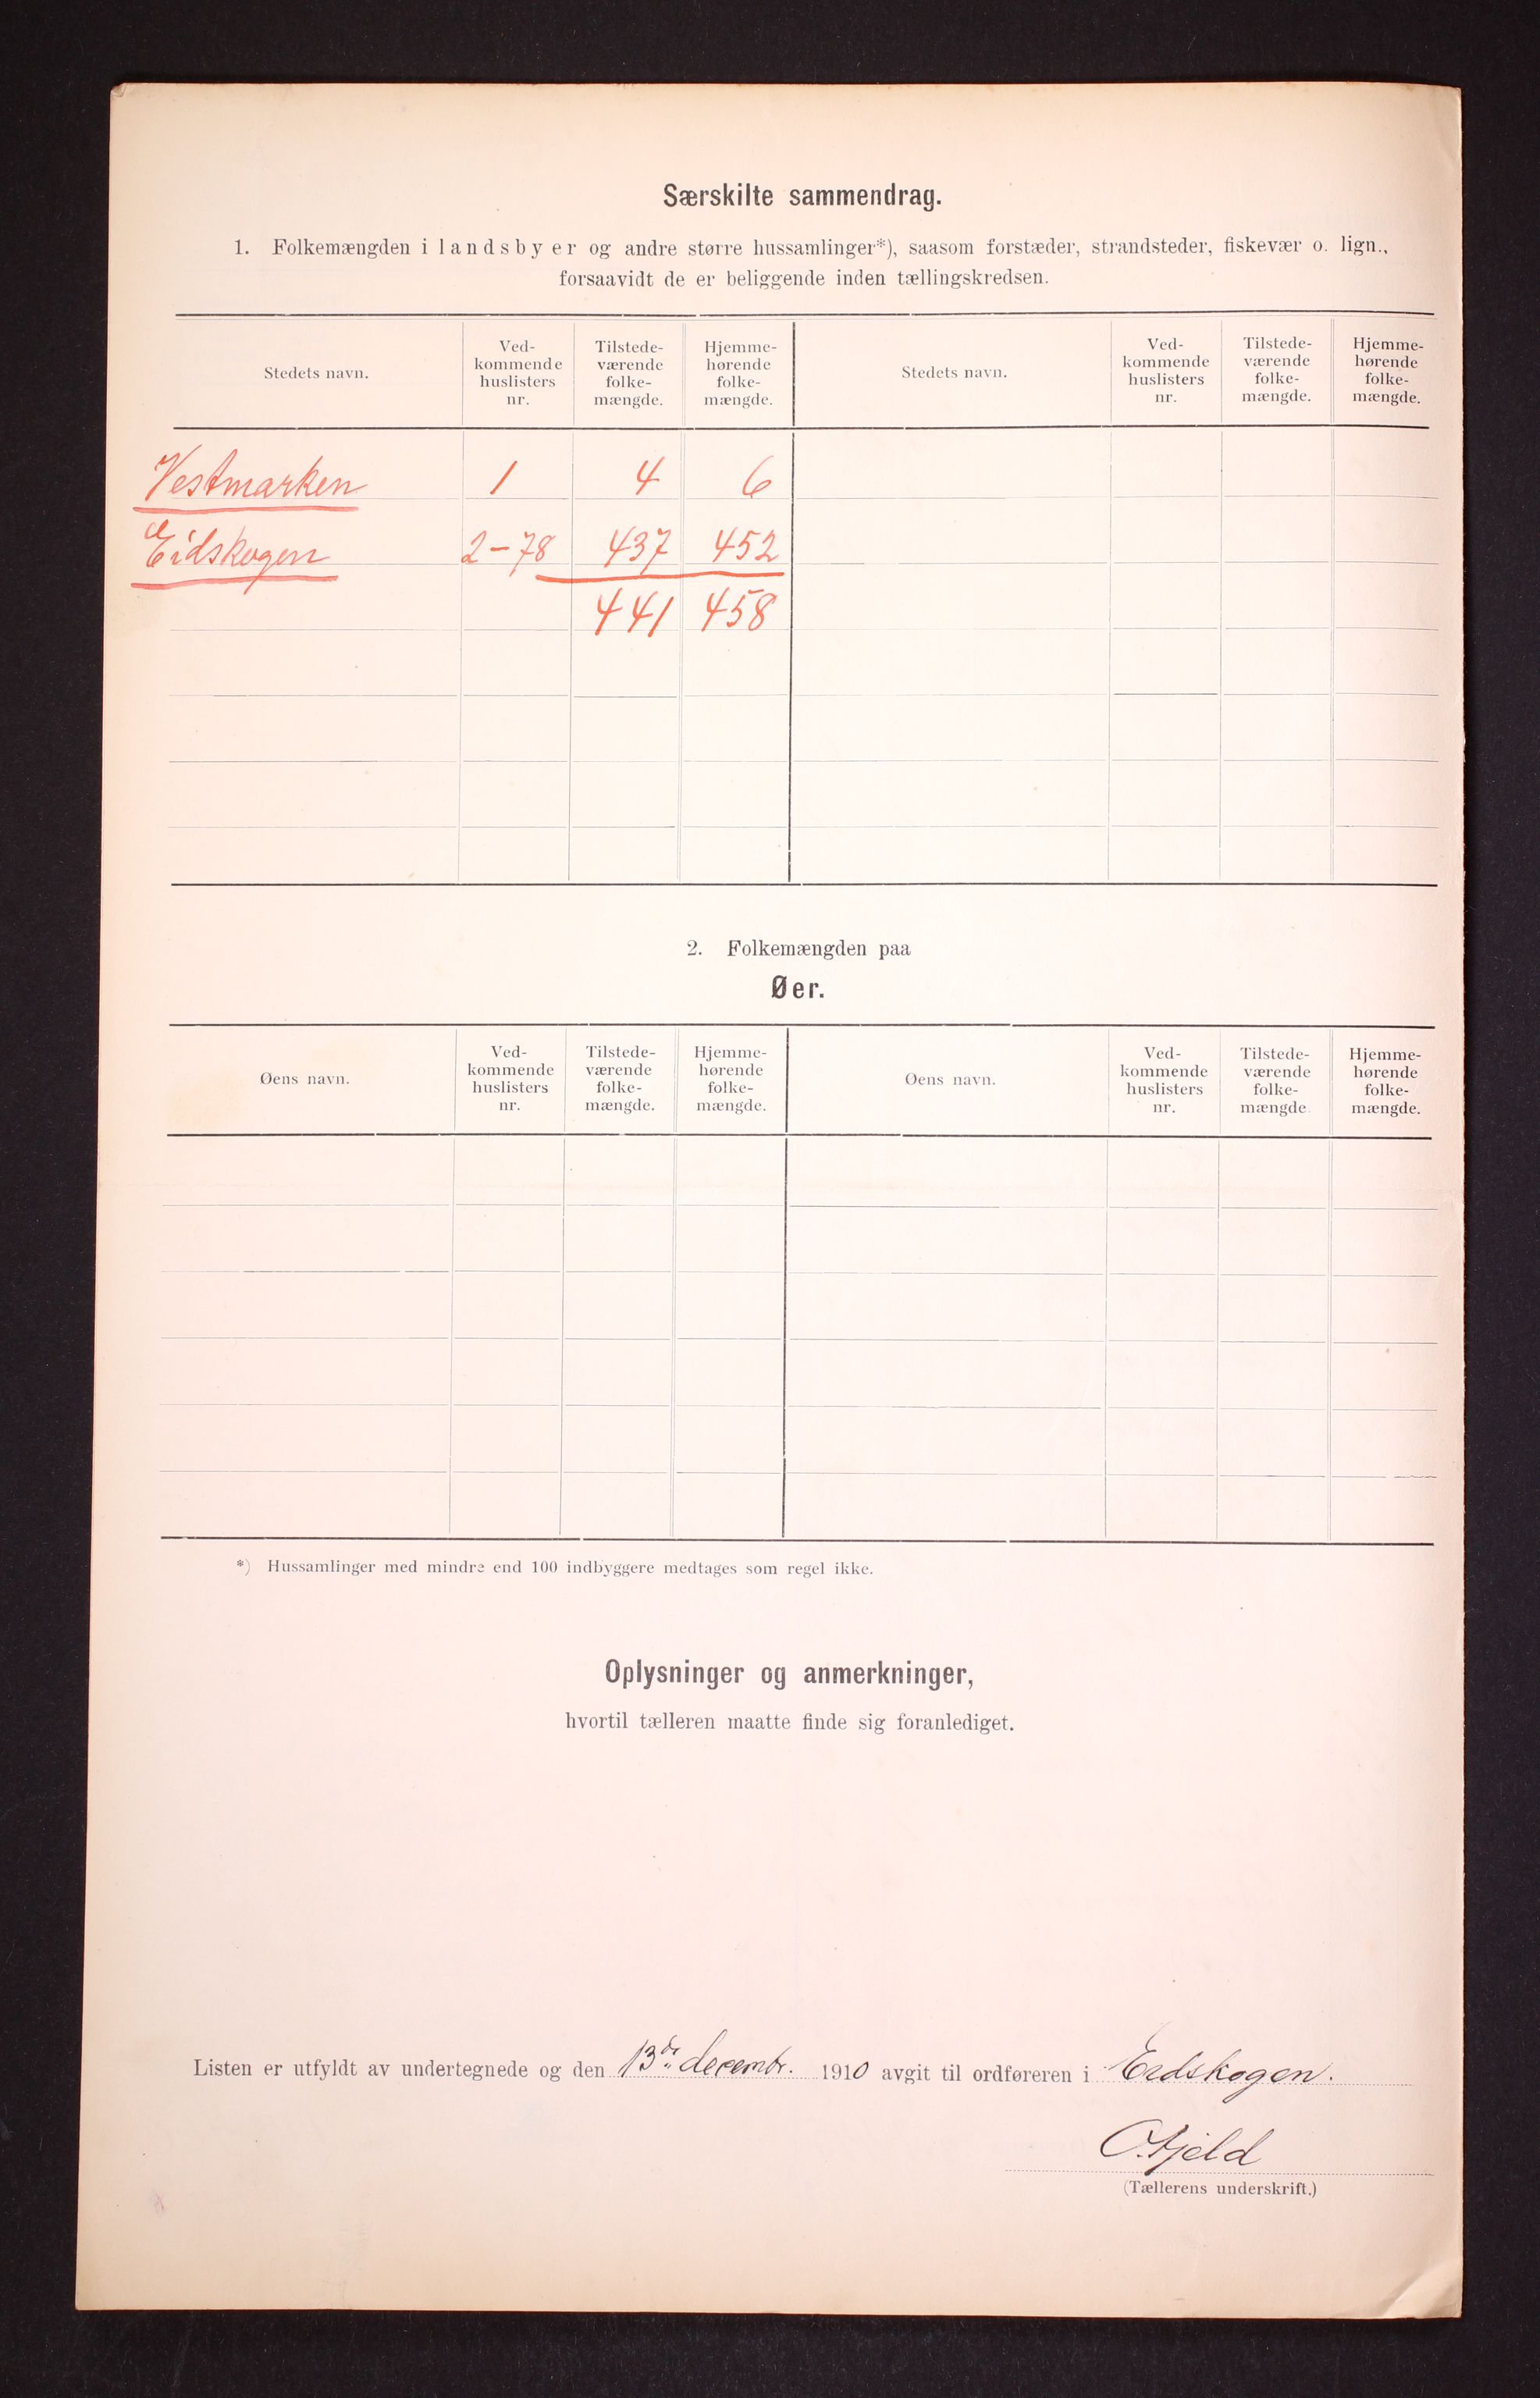 Særskilte sammendrag.
1. Folkemængden i landsbyer og andre større hussamlinger*), saasom forstæder, strandsteder, fiskevær o. lign.,
forsaavidt de er beliggende inden tællingskredsen.
Stedets navn. Ved- kommende huslisters nr. Tilstede- værende folke- mængde. Hjemme- hørende folke- mængde. Stedets navn. Ved- kommende huslisters nr. Tilstede- værende folke- mængde. Hjemme- hørende folke- mængde.
Vestmarken 1 4 6
Eidskogen 2-78 437 452
441 458
2. Folkemængden paa
Øer.
Øens navn. Ved- kommende huslisters nr. Tilstede- værende folke- mængde. Hjemme- hørende folke- mængde. Øens navn. Ved- kommende huslisters nr. Tilstede- værende folke- mængde Hjemme- hørende folke- mængde.
*) Hussamlinger med mindre end 100 indbyggere medtages som regel ikke.
Oplysninger og anmerkninger,
hvortil tælleren maatte finde sig foranlediget.
Listen er utfyldt av undertegnede og den 13de decembr. 1910 avgit til ordføreren i Eidskogen.
O. Fjeld
(Tællerens underskrift.)